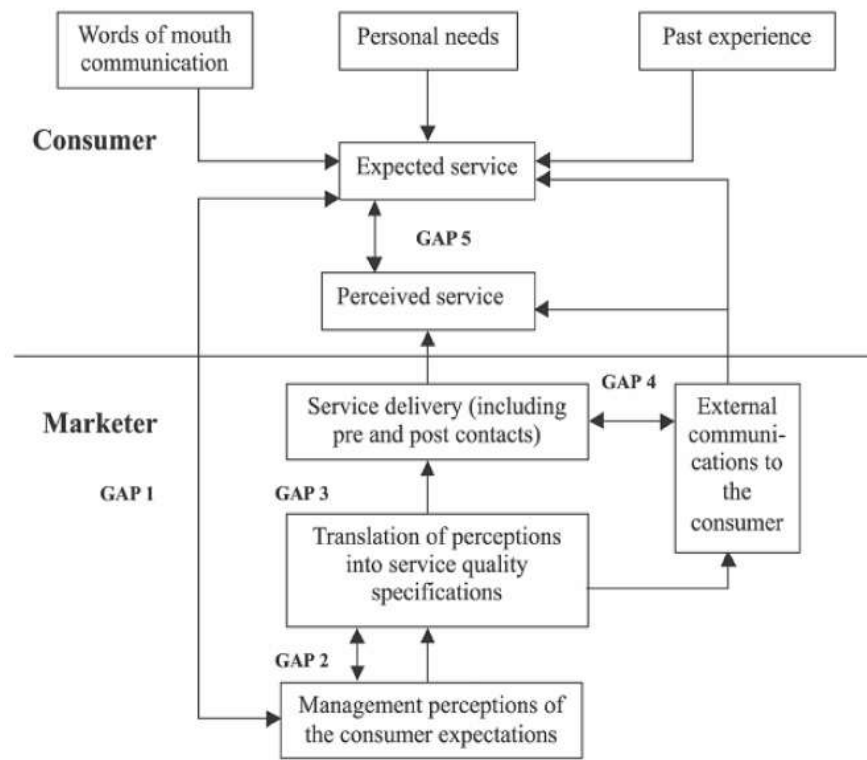 Words of mouth
communication
Personal needs
Past experience
Consumer
Expected service
GAP 5
Perceived service
GAP 4
Marketer
Service delivery (including
pre and post contacts)
External
communi-
cations to
the
consumer
GAP 1
GAP 3
Translation of perceptions
into service quality
specifications
GAP 2
Management perceptions of
the consumer expectations